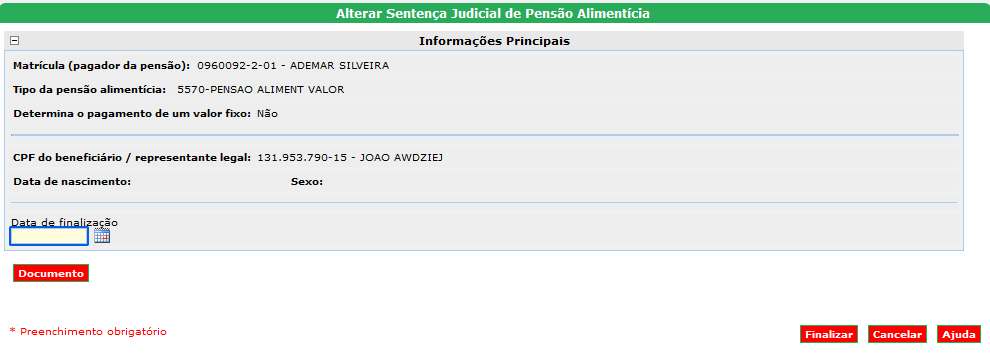 Alterar Sentença Judicial de Pensão Alimentícia
Informações Principais
Matrícula (pagador da pensão): 0960092-2-01 - ADEMAR SILVEIRA
Tipo da pensão alimentícia: 5570-PENSAO ALIMENT VALOR
Determina o pagamento de um valor fixo: Não
CPF do beneficiário / representante legal: 131.953.790-15 - JOAO AWDZIEJ
Data de nascimento: Sexo:
Data de finalização
Documento
* Preenchimento obrigatório
Finalizar Cancelar Ajuda